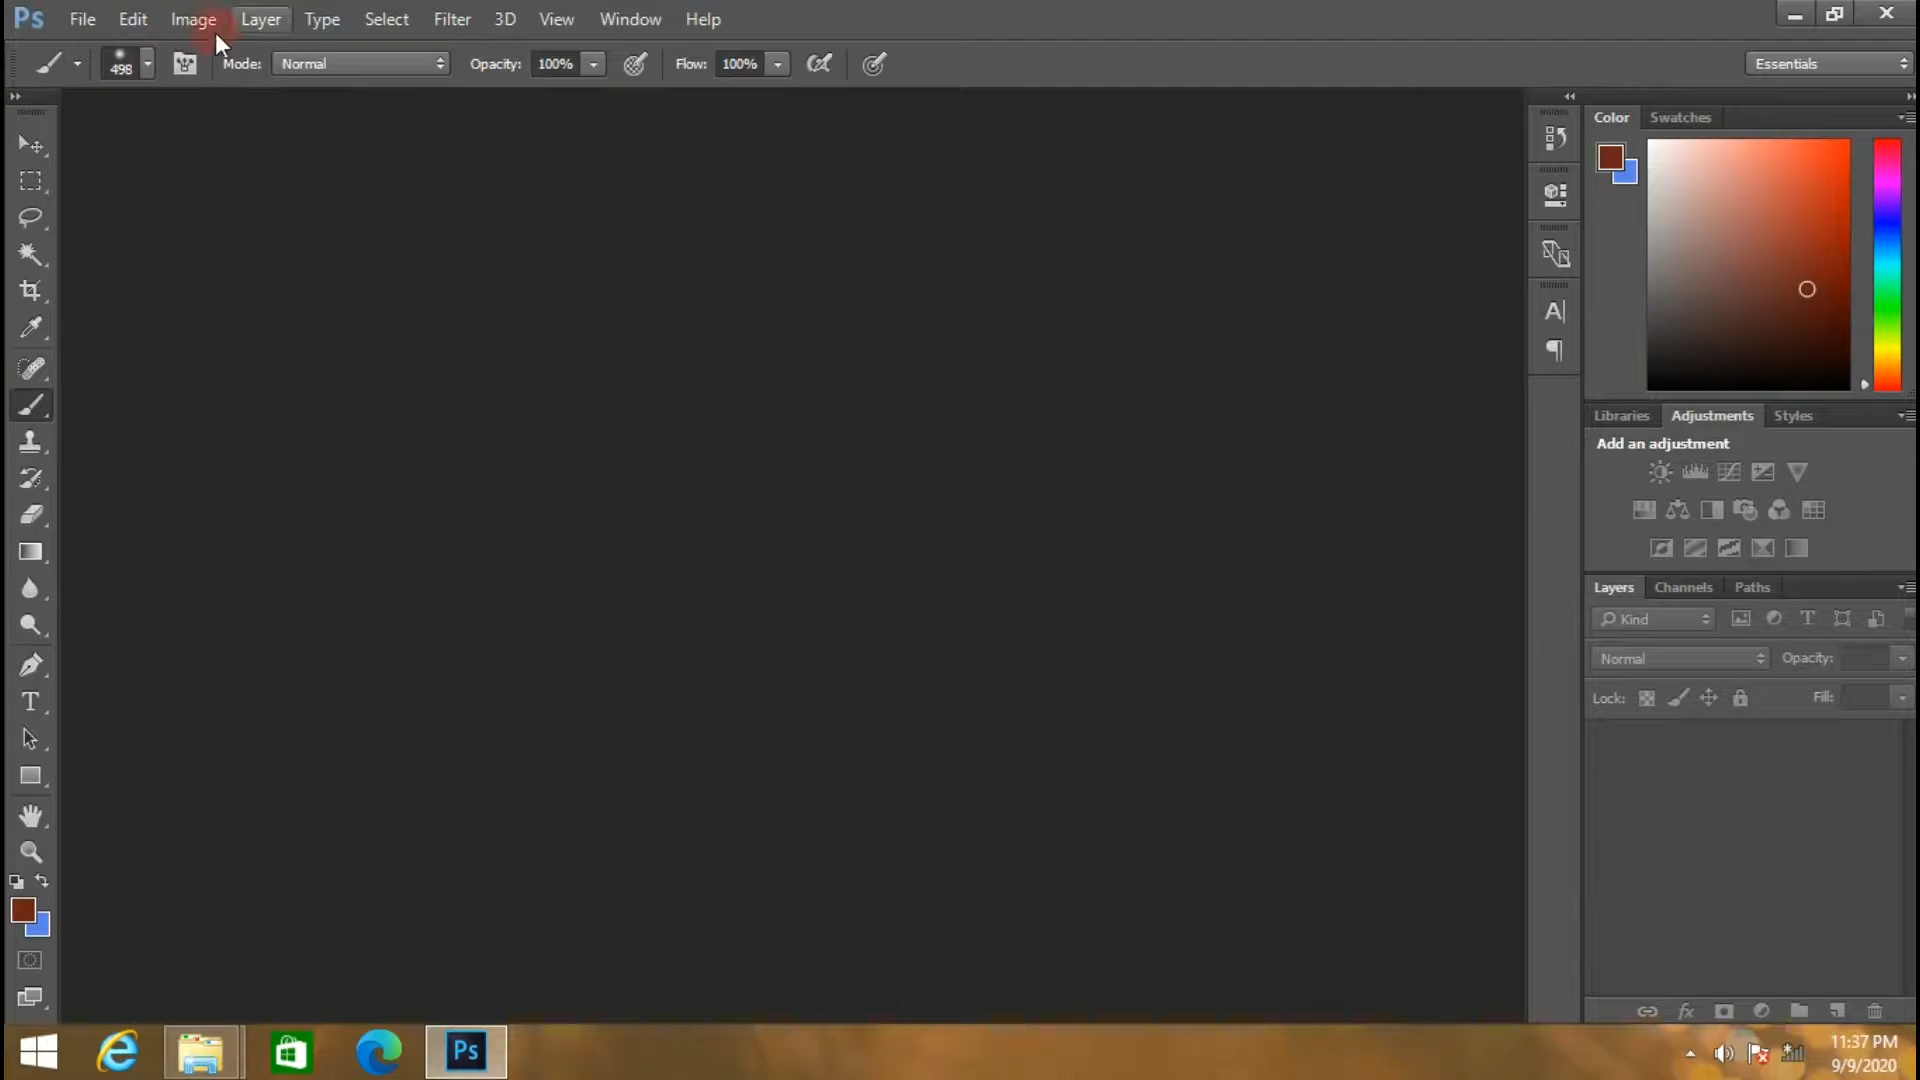 Ps File Edit Image Layer Type Select Filter 3D View Window Help
498 Mode: Normal Opacity: 100% Flow: 100% Essentials
Color Swatches
A|
Libraries Adjustments Styles
Add an adjustment
Layers Channels Paths
Kind T
Normal Opacity:
Lock: Fill:
T
fx
Ps
11:37 PM
9/9/2020